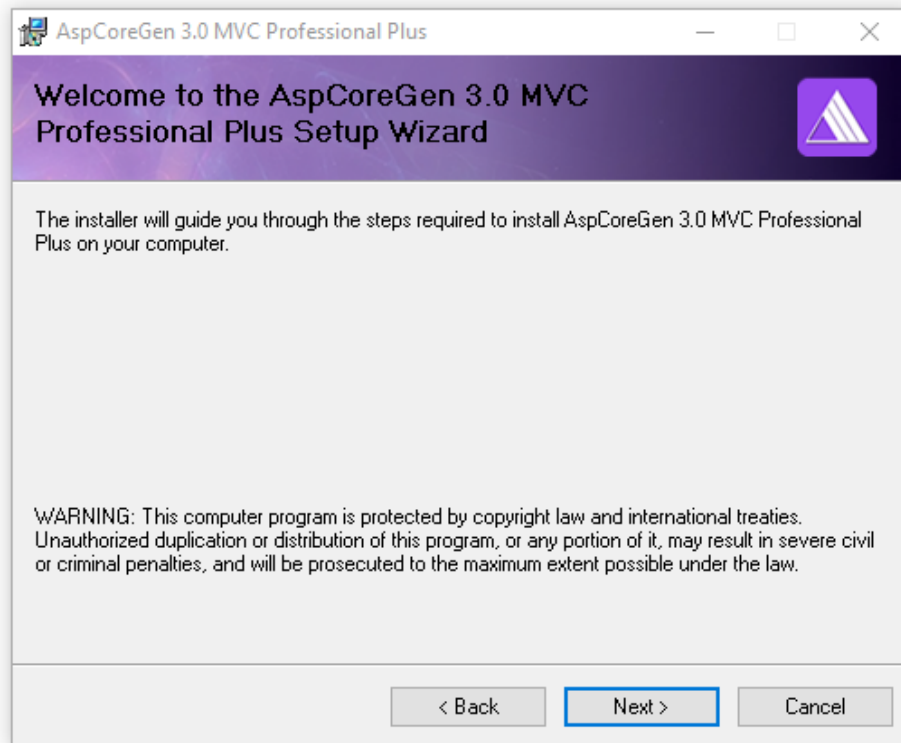 AspCoreGen 3.0 MVC Professional Plus
Welcome to the AspCoreGen 3.0 MVC
Professional Plus Setup Wizard
The installer will guide you through the steps required to install AspCoreGen 3.0 MVC Professional
Plus on your computer.
WARNING: This computer program is protected by copyright law and international treaties.
Unauthorized duplication or distribution of this program, or any portion of it, may result in severe civil
or criminal penalties, and will be prosecuted to the maximum extent possible under the law.
< Back Next > Cancel